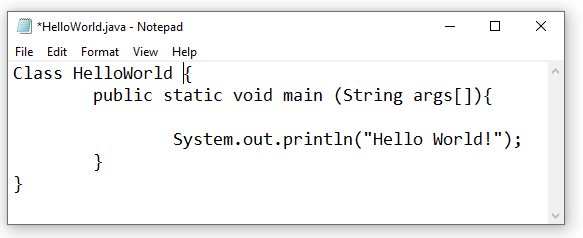 *HelloWorld.java - Notepad
File Edit Format View Help
Class HelloWorld {
public static void main (String args[]){
System.out.println("Hello World!");
}
}